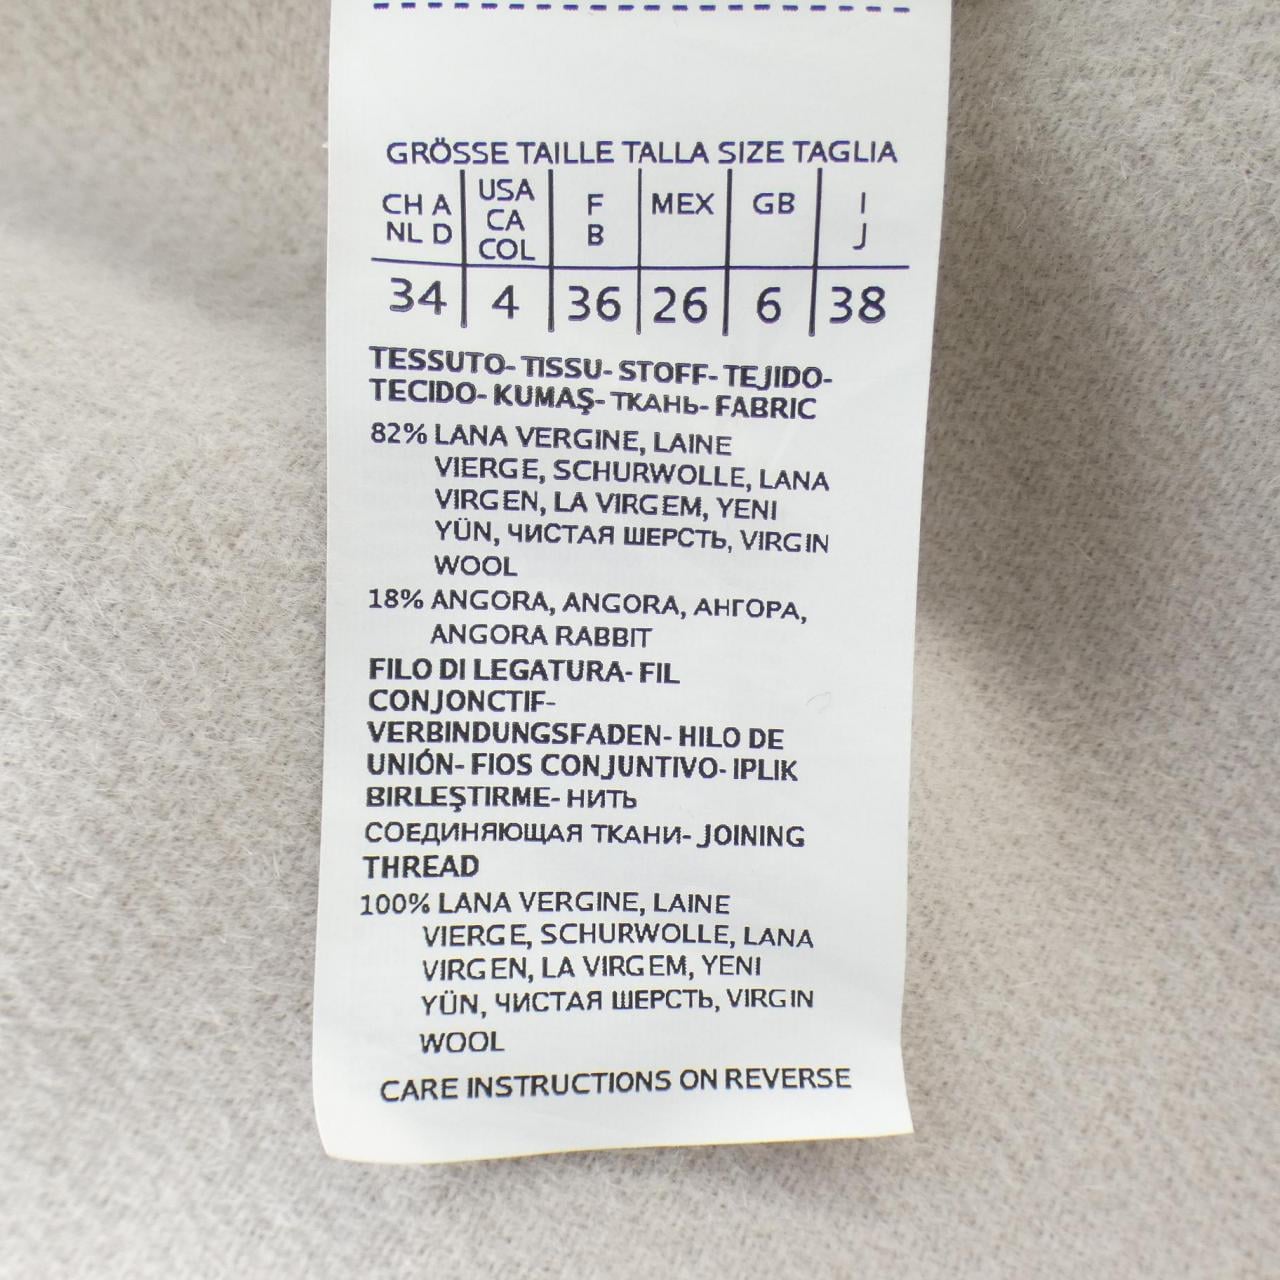 GRÖSSE TAILLE TALLA SIZE TAGLIA
CH A NL D USA CA COL F B MEX GB I J
34 4 36 26 6 38
TESSUTO- TISSU- STOFF- TEJIDO-
TECIDO- KUMAŞ- ТКАНЬ- FABRIC
82% LANA VERGINE, LAINE
VIERGE, SCHURWOLLE, LANA
VIRGEN, LA VIRGEM, YENI
YÜN, ЧИСТАЯ ШЕРСТЬ, VIRGIN
WOOL
18% ANGORA, ANGORA, АНГОРА,
ANGORA RABBIT
FILO DI LEGATURA- FIL
CONJONCTIF-
VERBINDUNGSFADEN- HILO DE
UNIÓN- FIOS CONJUNTIVO- IPLIK
BIRLEŞTIRME- НИТЬ
СОЕДИНЯЮЩАЯ ТКАНИ- JOINING
THREAD
100% LANA VERGINE, LAINE
VIERGE, SCHURWOLLE, LANA
VIRGEN, LA VIRGEM, YENI
YÜN, ЧИСТАЯ ШЕРСТЬ, VIRGIN
WOOL
CARE INSTRUCTIONS ON REVERSE